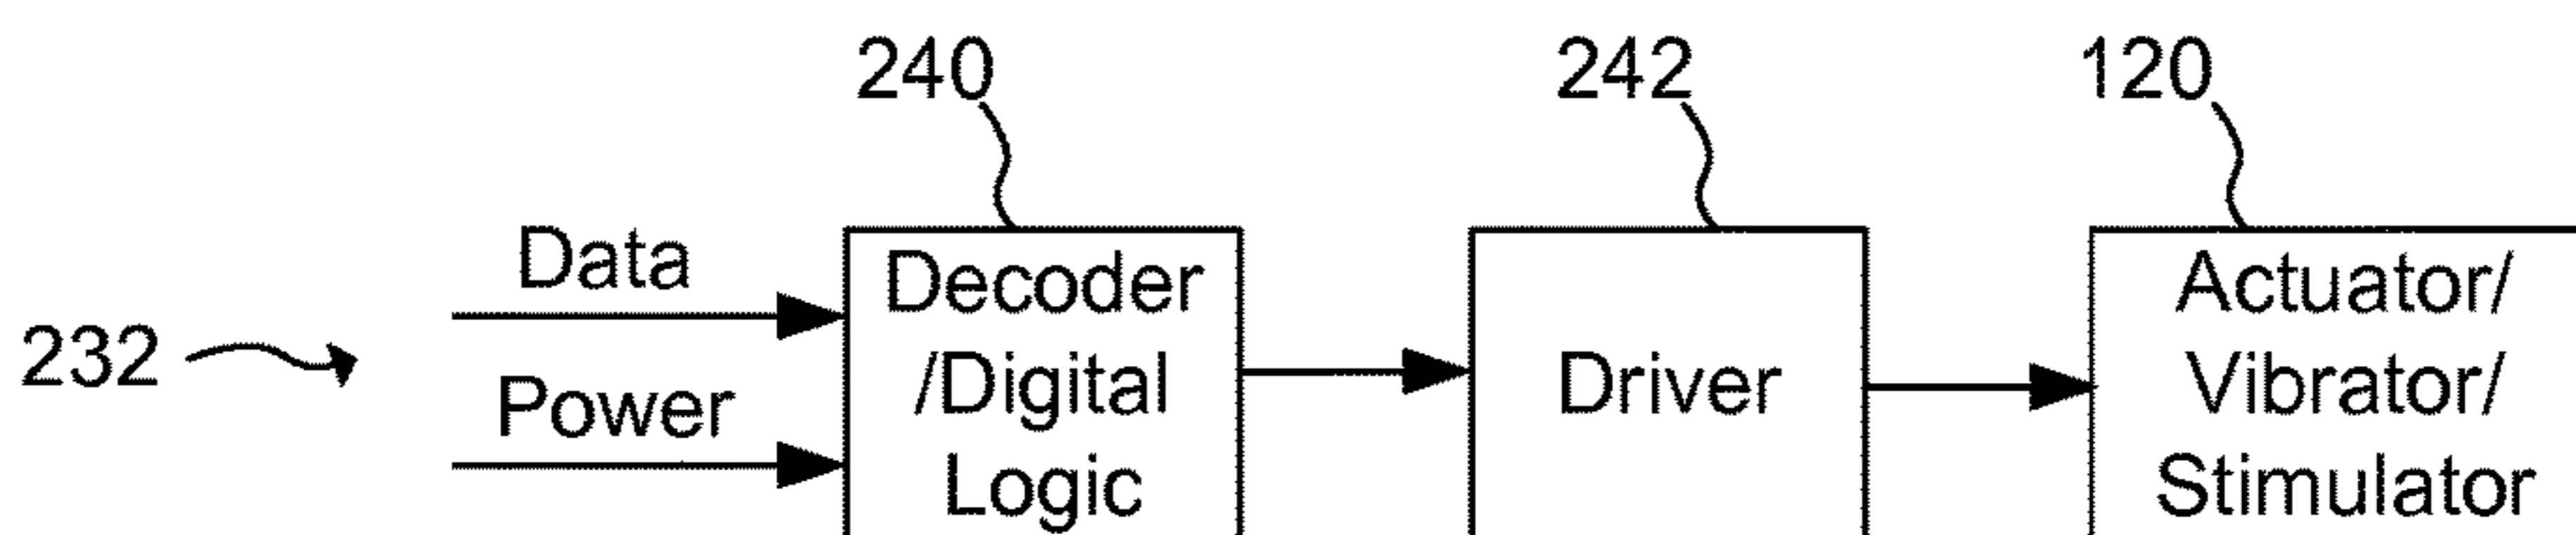 240
242
120
232
Data
Power
Decoder
/Digital
Logic
Driver
Actuator/
Vibrator/
Stimulator